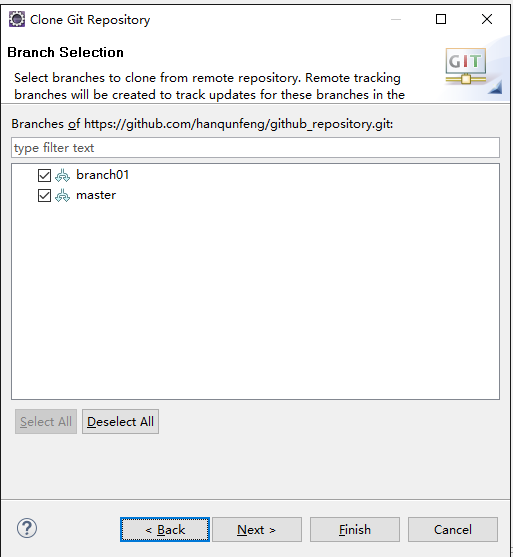 Clone Git Repository
Branch Selection
GIT
Select branches to clone from remote repository. Remote tracking
branches will be created to track updates for these branches in the
Branches of https://github.com/hanqunfeng/github_repository.git:
type filter text
branch01
master
Select All
Deselect All
?
< Back
Next >
Finish
Cancel